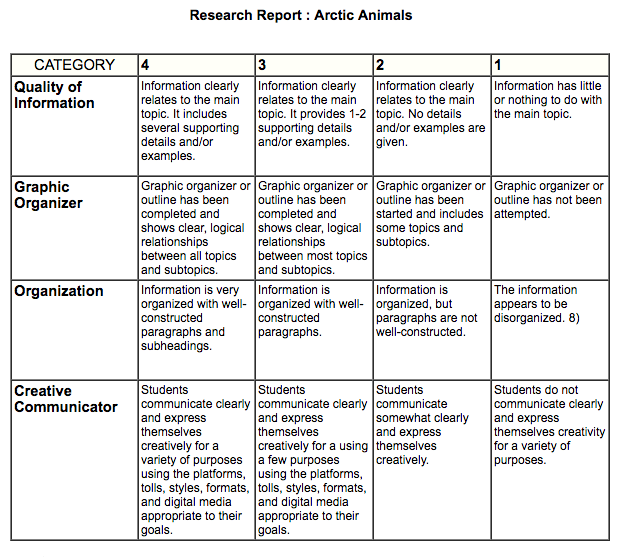 Research Report : Arctic Animals
CATEGORY 4 3 2 1
Quality of
Information
Information clearly
relates to the main
topic. It includes
several supporting
details and/or
examples.
Information clearly
relates to the main
topic. It provides 1-2
supporting details
and/or examples.
Information clearly
relates to the main
topic. No details
and/or examples are
given.
Information has little
or nothing to do with
the main topic.
Graphic
Organizer
Graphic organizer or
outline has been
completed and
shows clear, logical
relationships
between all topics
and subtopics.
Graphic organizer or
outline has been
completed and
shows clear, logical
relationships
between most topics
and subtopics.
Graphic organizer or
outline has been
started and includes
some topics and
subtopics.
Graphic organizer or
outline has not been
attempted.
Organization
Information is very
organized with well-
constructed
paragraphs and
subheadings.
Information is
organized with well-
constructed
paragraphs.
Information is
organized, but
paragraphs are not
well-constructed.
The information
appears to be
disorganized. 8)
Creative
Communicator
Students
communicate clearly
and express
themselves
creatively for a
variety of purposes
using the platforms,
tolls, styles, formats,
and digital media
appropriate to their
goals.
Students
communicate clearly
and express
themselves
creatively for a using
a few purposes
using the platforms,
tolls, styles, formats,
and digital media
appropriate to their
goals.
Students
communicate
somewhat clearly
and express
themselves
creatively.
Students do not
communicate clearly
and express
themselves creativity
for a variety of
purposes.